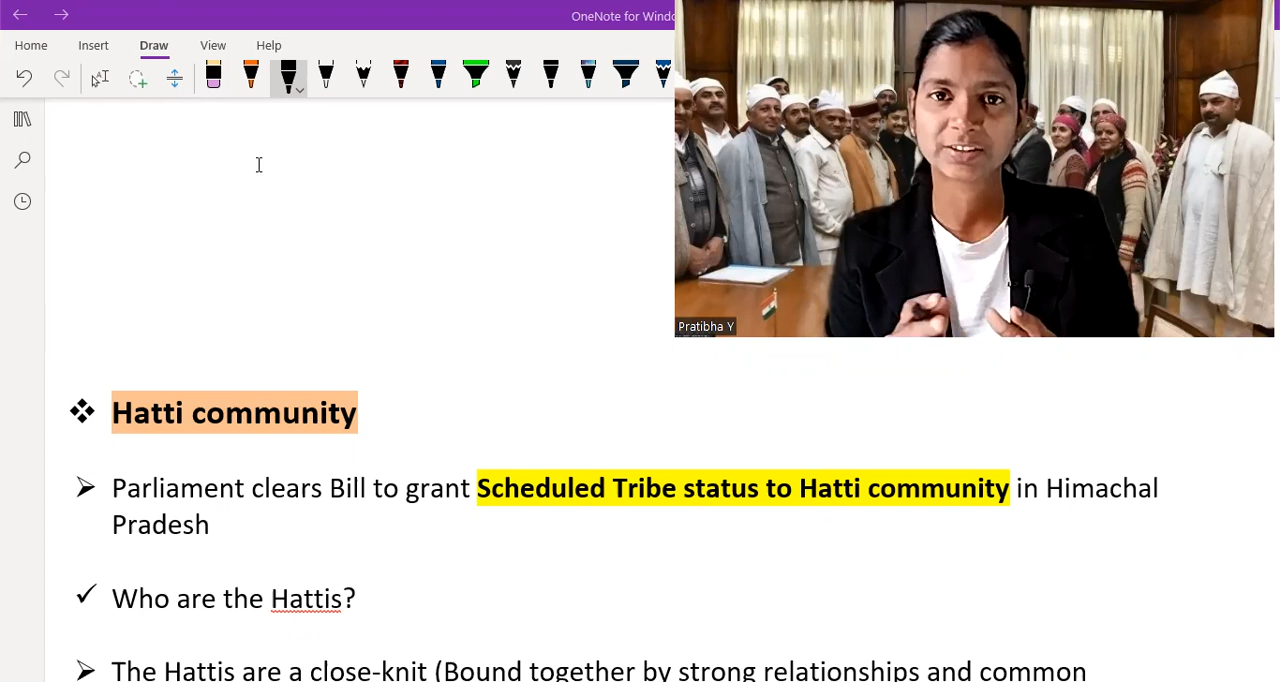 OneNote for Windo
Home Insert Draw View Help
Pratibha Y
Hatti community
Parliament clears Bill to grant Scheduled Tribe status to Hatti community in Himachal
Pradesh
Who are the Hattis?
The Hattis are a close-knit (Bound together by strong relationships and common